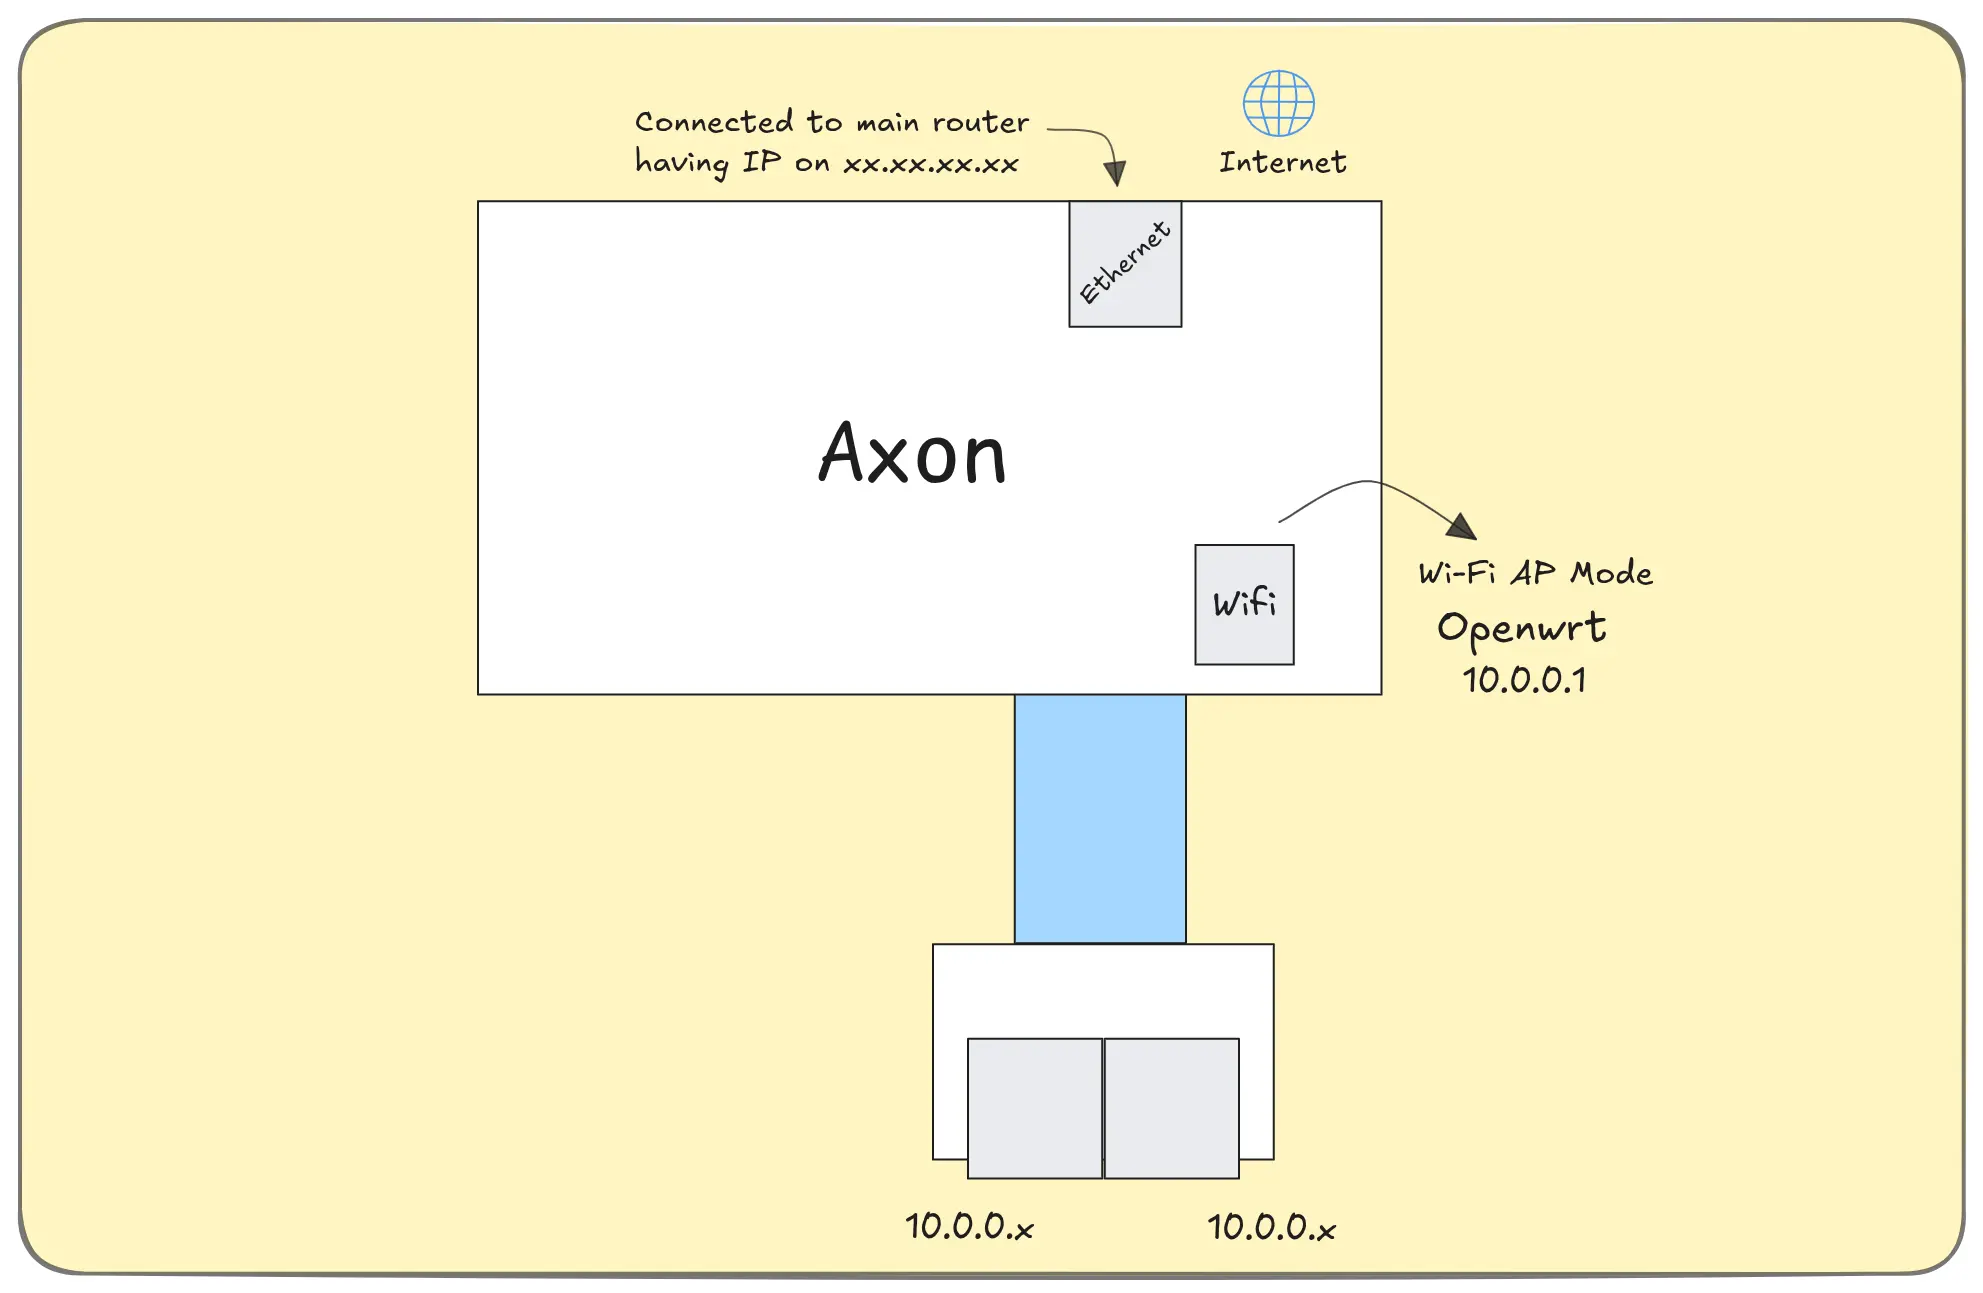 Connected to main router
having IP on xx.xx.xx.xx
Internet
Ethernet
Axon
Wifi
Wi-Fi AP Mode
Openwrt
10.0.0.1
10.0.0.x
10.0.0.x